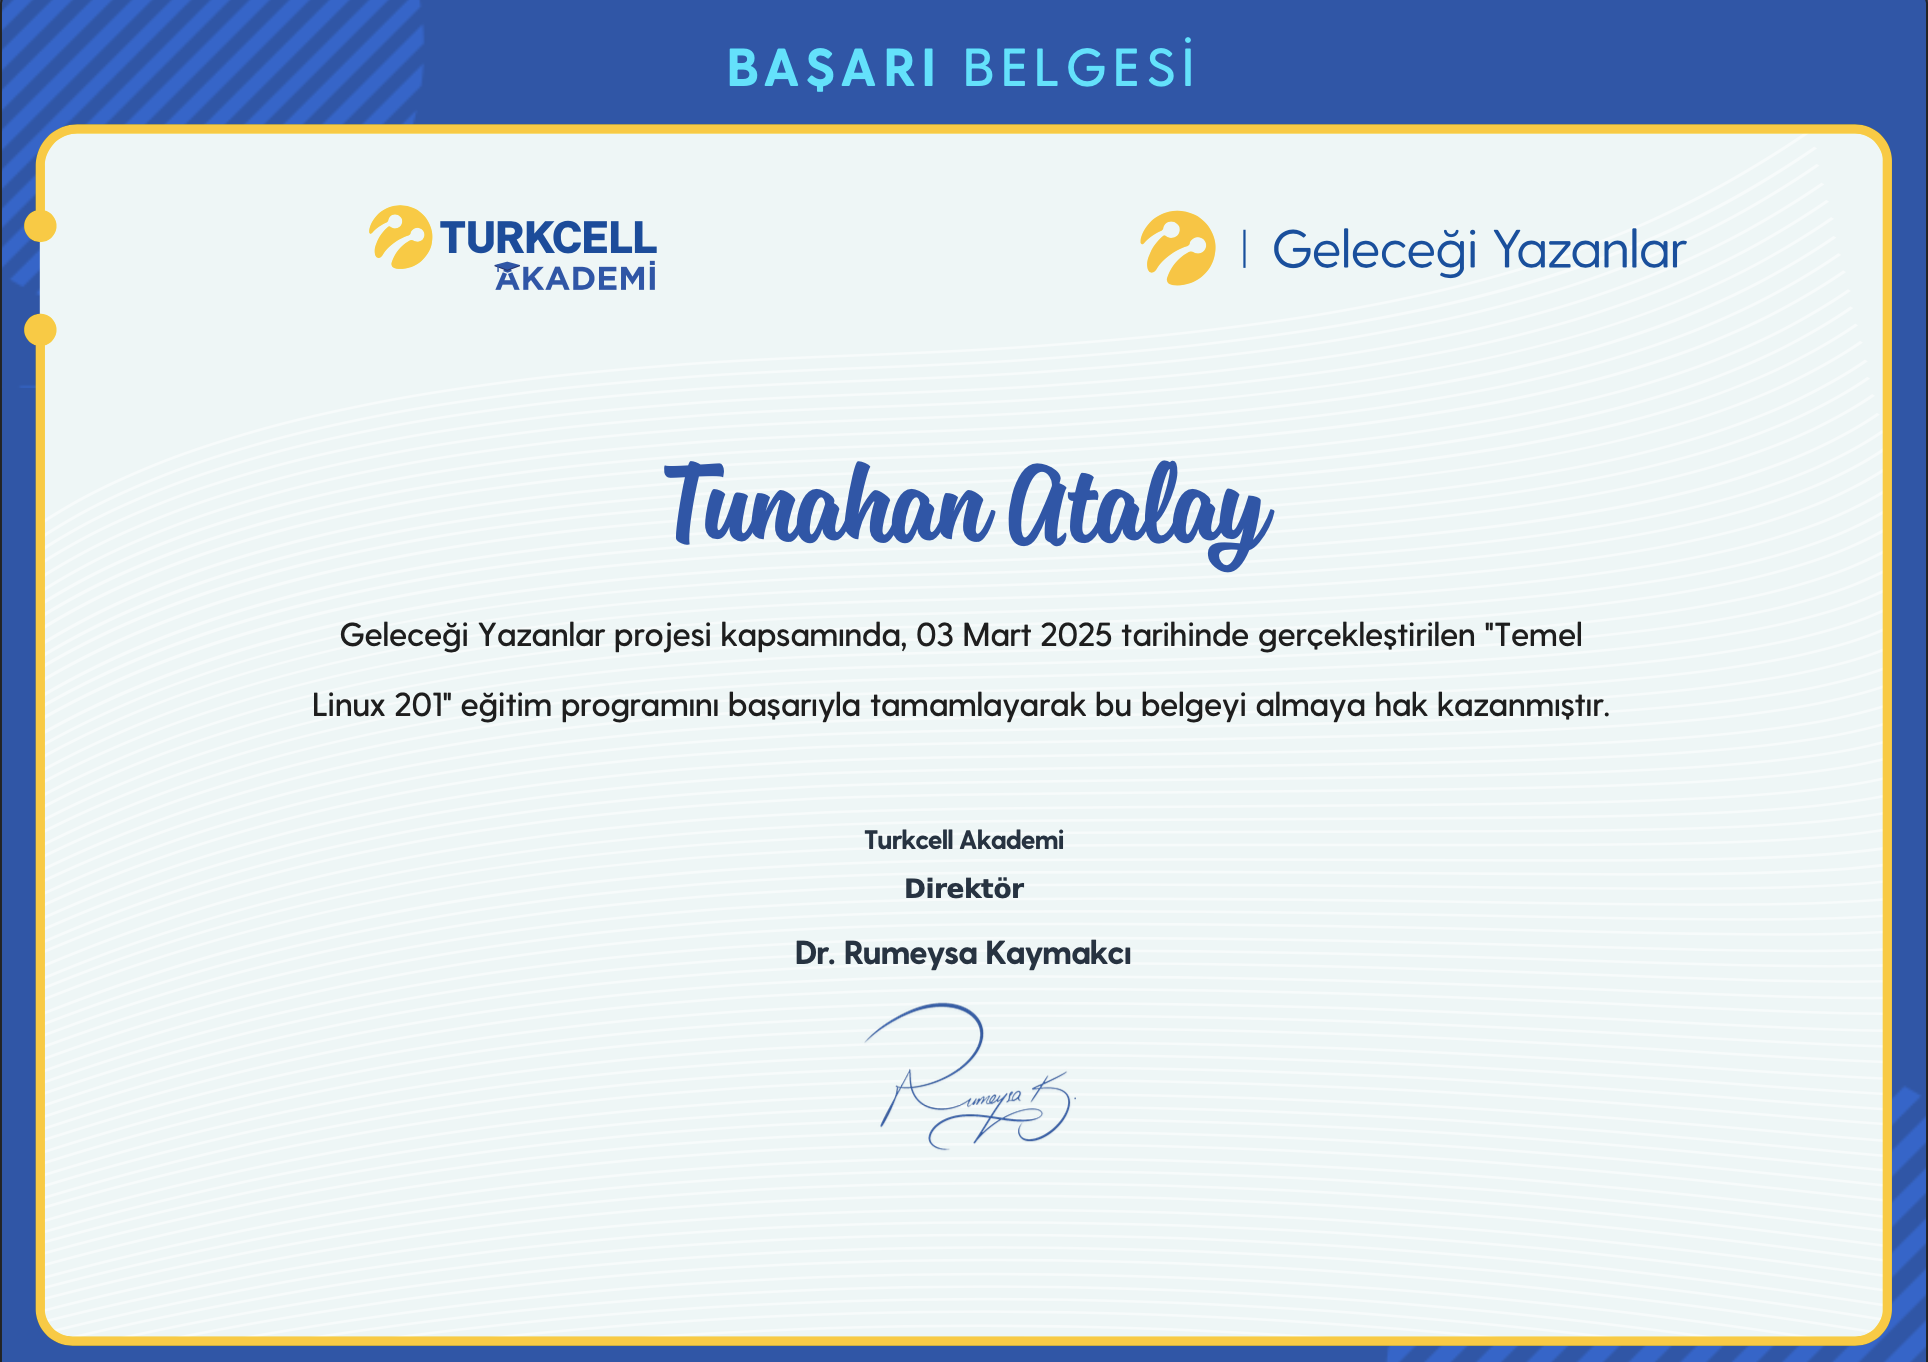 BAŞARI BELGESİ
TURKCELL
AKADEMİ
| Geleceği Yazanlar
Tunahan Atalay
Geleceği Yazanlar projesi kapsamında, 03 Mart 2025 tarihinde gerçekleştirilen "Temel
Linux 201" eğitim programını başarıyla tamamlayarak bu belgeyi almaya hak kazanmıştır.
Turkcell Akademi
Direktör
Dr. Rumeysa Kaymakcı
Rumeysa K.